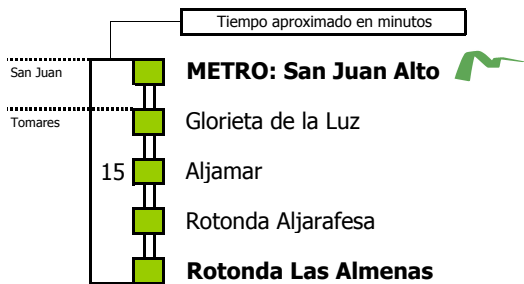 Tiempo aproximado en minutos
San Juan
METRO: San Juan Alto
Tomares
Glorieta de la Luz
15
Aljamar
Rotonda Aljarafesa
Rotonda Las Almenas